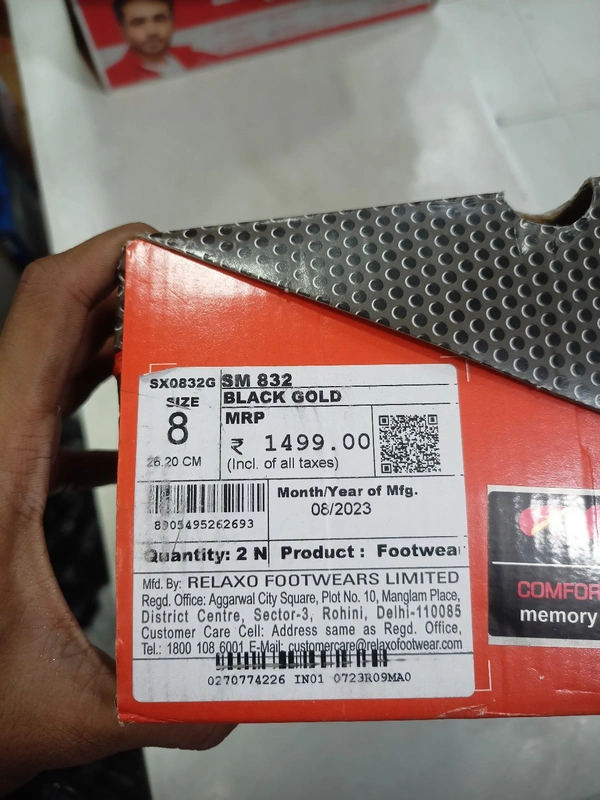 SX0832G SM 832
SIZE BLACK GOLD
8 MRP
₹ 1499.00
26.20 CM (Incl. of all taxes)
Month/Year of Mfg.
08/2023
8905495262693
Quantity: 2 N Product : Footwear
Mfd. By: RELAXO FOOTWEARS LIMITED
Regd. Office: Aggarwal City Square, Plot No. 10, Manglam Place,
District Centre, Sector-3, Rohini, Delhi-110085
Customer Care Cell: Address same as Regd. Office,
Tel.: 1800 108 6001 E-Mail: customercare@relaxofootwear.com
0270774226 IN01 0723R09MA0
COMFOR
memory